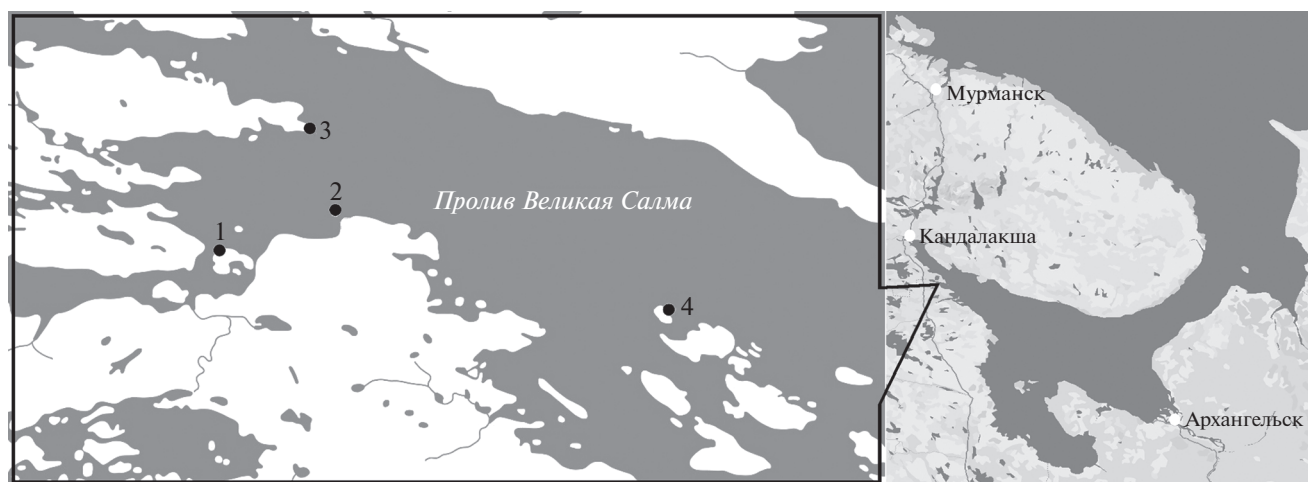 3
2
Пролив Великая Салма
1
4
Мурманск
Кандалакша
Архангельск